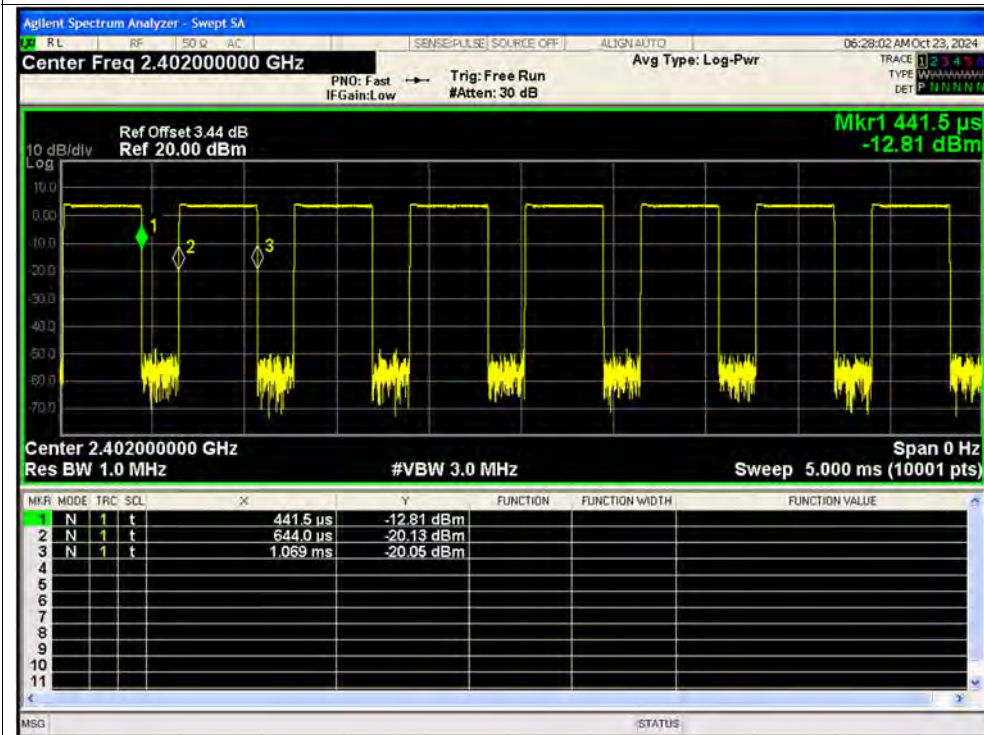 Agilent Spectrum Analyzer - Swept SA
RL RF 50 Ω AC SENSE:PULSE SOURCE OFF ALIGN AUTO 06:28:02 AM Oct 23, 2024
Center Freq 2.402000000 GHz
PNO: Fast
IFGain:Low
Trig: Free Run
#Atten: 30 dB
Avg Type: Log-Pwr
TRACE 1 2 3 4 5 6
TYPE
DET P N N N N N
Mkr1 441.5 µs
-12.81 dBm
Ref Offset 3.44 dB
10 dB/div Ref 20.00 dBm
Log
10.0
0.00
-10.0
-20.0
-30.0
-40.0
-50.0
-60.0
-70.0
1
2
3
Center 2.402000000 GHz Span 0 Hz
Res BW 1.0 MHz #VBW 3.0 MHz Sweep 5.000 ms (10001 pts)
MKR MODE TRC SCL X Y FUNCTION FUNCTION WIDTH FUNCTION VALUE
1 N 1 t 441.5 µs -12.81 dBm
2 N 1 t 644.0 µs -20.13 dBm
3 N 1 t 1.069 ms -20.05 dBm
4
5
6
7
8
9
10
11
MSG STATUS